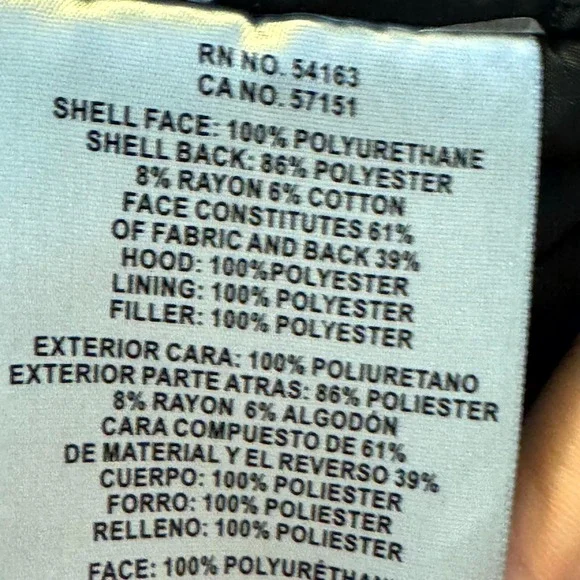 RN NO. 54163
CA NO. 57151
SHELL FACE: 100% POLYURETHANE
SHELL BACK: 86% POLYESTER
8% RAYON 6% COTTON
FACE CONSTITUTES 61%
OF FABRIC AND BACK 39%
HOOD: 100%POLYESTER
LINING: 100% POLYESTER
FILLER: 100% POLYESTER
EXTERIOR CARA: 100% POLIURETANO
EXTERIOR PARTE ATRAS: 86% POLIESTER
8% RAYON 6% ALGODÓN
CARA COMPUESTO DE 61%
DE MATERIAL Y EL REVERSO 39%
CUERPO: 100% POLIESTER
FORRO: 100% POLIESTER
RELLENO: 100% POLIESTER
FACE: 100%